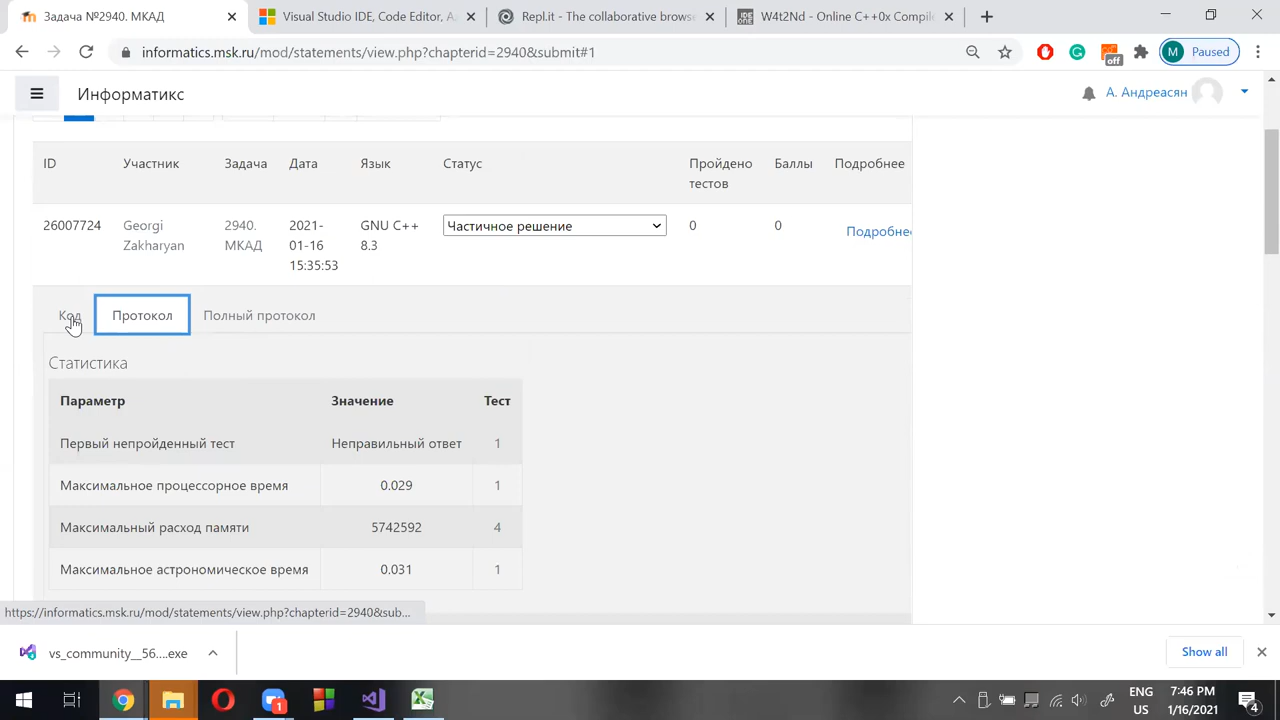 Задача №2940. МКАД
Visual Studio IDE, Code Editor, A
Repl.it - The collaborative brows
W4t2Nd - Online C++0x Compile
informatics.msk.ru/mod/statements/view.php?chapterid=2940&submit#1
off
M
Paused
Информатикс
А. Андреасян
ID
Участник
Задача
Дата
Язык
Статус
Пройдено
тестов
Баллы
Подробнее
26007724
Georgi
Zakharyan
2940.
МКАД
2021-
01-16
15:35:53
GNU C++
8.3
Частичное решение
0
0
Подробнее
Код
Протокол
Полный протокол
Статистика
Параметр
Значение
Тест
Первый непройденный тест
Неправильный ответ
1
Максимальное процессорное время
0.029
1
Максимальный расход памяти
5742592
4
Максимальное астрономическое время
0.031
1
https://informatics.msk.ru/mod/statements/view.php?chapterid=2940&sub...
vs_community__56....exe
Show all
1
ENG
US
7:46 PM
1/16/2021
4